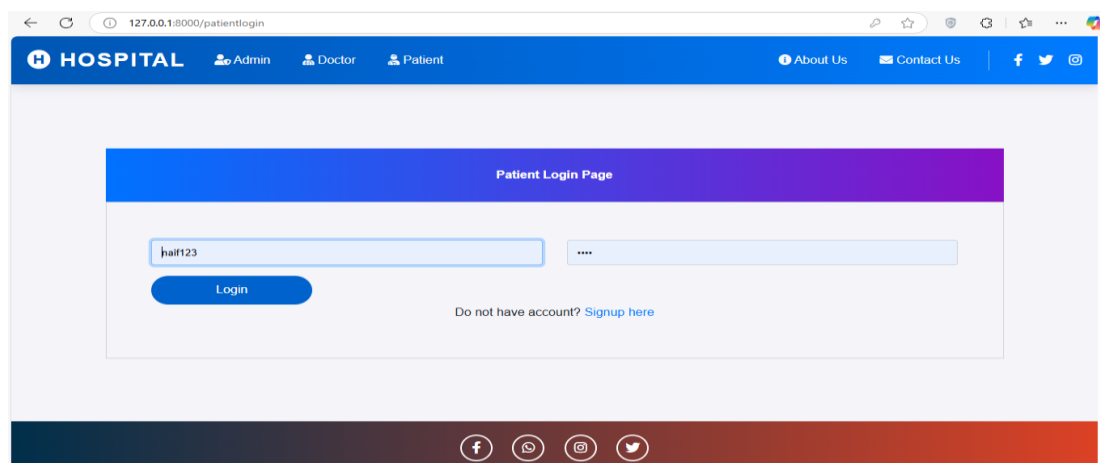 127.0.0.1:8000/patientlogin
H HOSPITAL Admin Doctor Patient About Us Contact Us
Patient Login Page
naif123 ••••
Login
Do not have account? Signup here